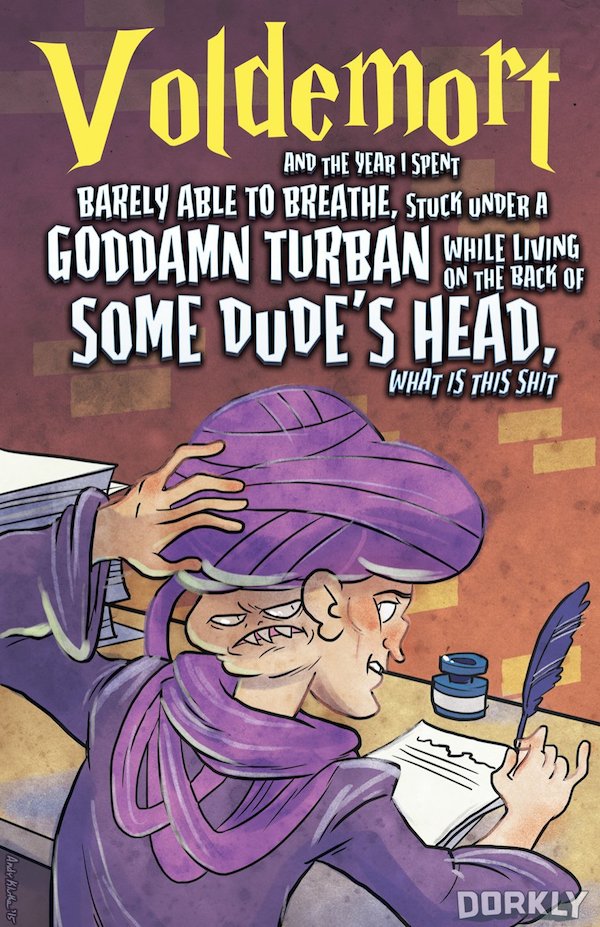 Voldemort
AND THE YEAR I SPENT
BARELY ABLE TO BREATHE, STUCK UNDER A
GODDAMN TURBAN WHILE LIVING
ON THE BACK OF
SOME DUDE'S HEAD,
WHAT IS THIS SHIT
DORKLY